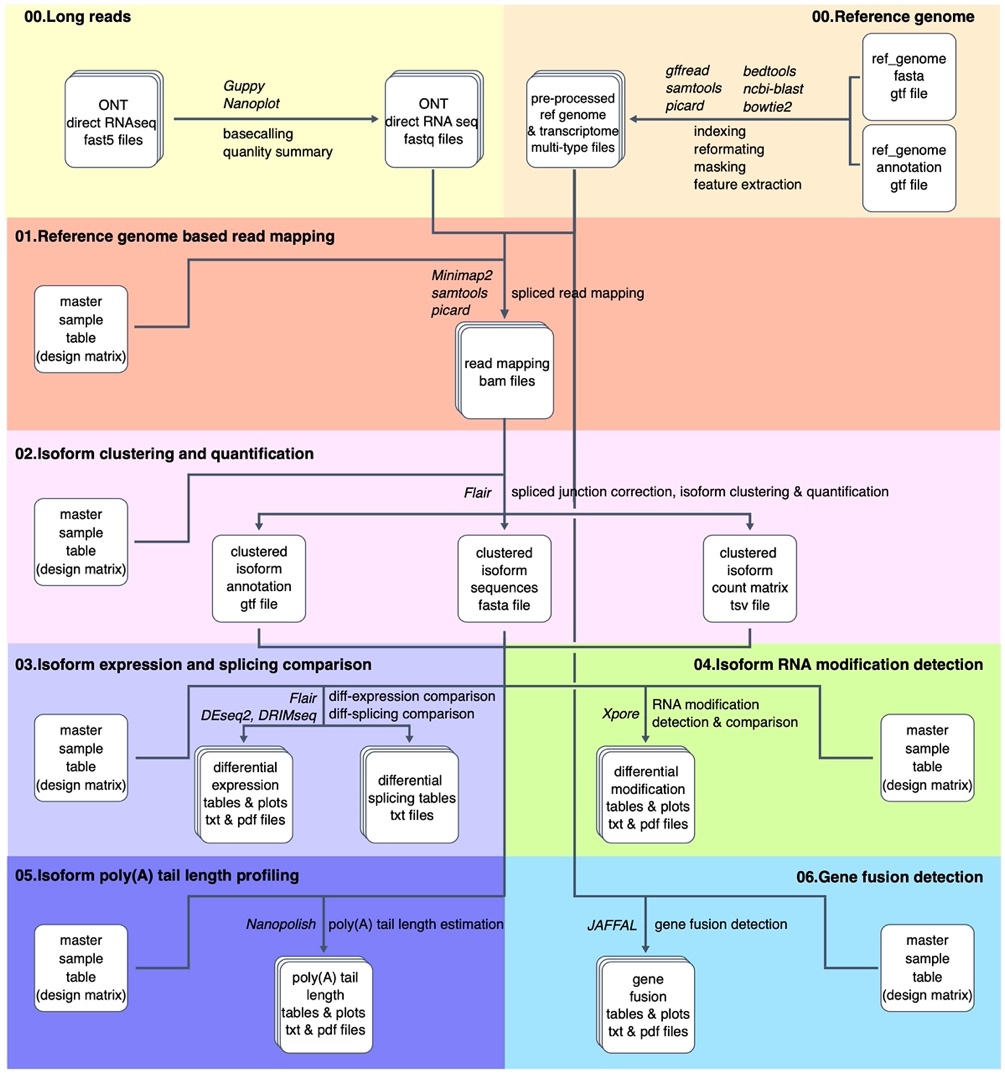 00.Long reads
ONT
direct RNAseq
fast5 files
Guppy
Nanoplot
basecalling
quanlity summary
ONT
direct RNA seq
fastq files
00.Reference genome
pre-processed
ref genome
& transcriptome
multi-type files
gffread
samtools
picard
bedtools
ncbi-blast
bowtie2
indexing
reformating
masking
feature extraction
ref_genome
fasta
gtf file
ref_genome
annotation
gtf file
01.Reference genome based read mapping
master
sample
table
(design matrix)
Minimap2
samtools
picard
spliced read mapping
read mapping
bam files
02.Isoform clustering and quantification
master
sample
table
(design matrix)
Flair
spliced junction correction, isoform clustering & quantification
clustered
isoform
annotation
gtf file
clustered
isoform
sequences
fasta file
clustered
isoform
count matrix
tsv file
03.Isoform expression and splicing comparison
master
sample
table
(design matrix)
Flair
DEseq2, DRIMseq
diff-expression comparison
diff-splicing comparison
differential
expression
tables & plots
txt & pdf files
differential
splicing tables
txt files
04.Isoform RNA modification detection
Xpore
RNA modification
detection & comparison
differential
modification
tables & plots
txt & pdf files
master
sample
table
(design matrix)
05.Isoform poly(A) tail length profiling
master
sample
table
(design matrix)
Nanopolish
poly(A) tail length estimation
poly(A) tail
length
tables & plots
txt & pdf files
06.Gene fusion detection
JAFFAL
gene fusion detection
gene
fusion
tables & plots
txt & pdf files
master
sample
table
(design matrix)